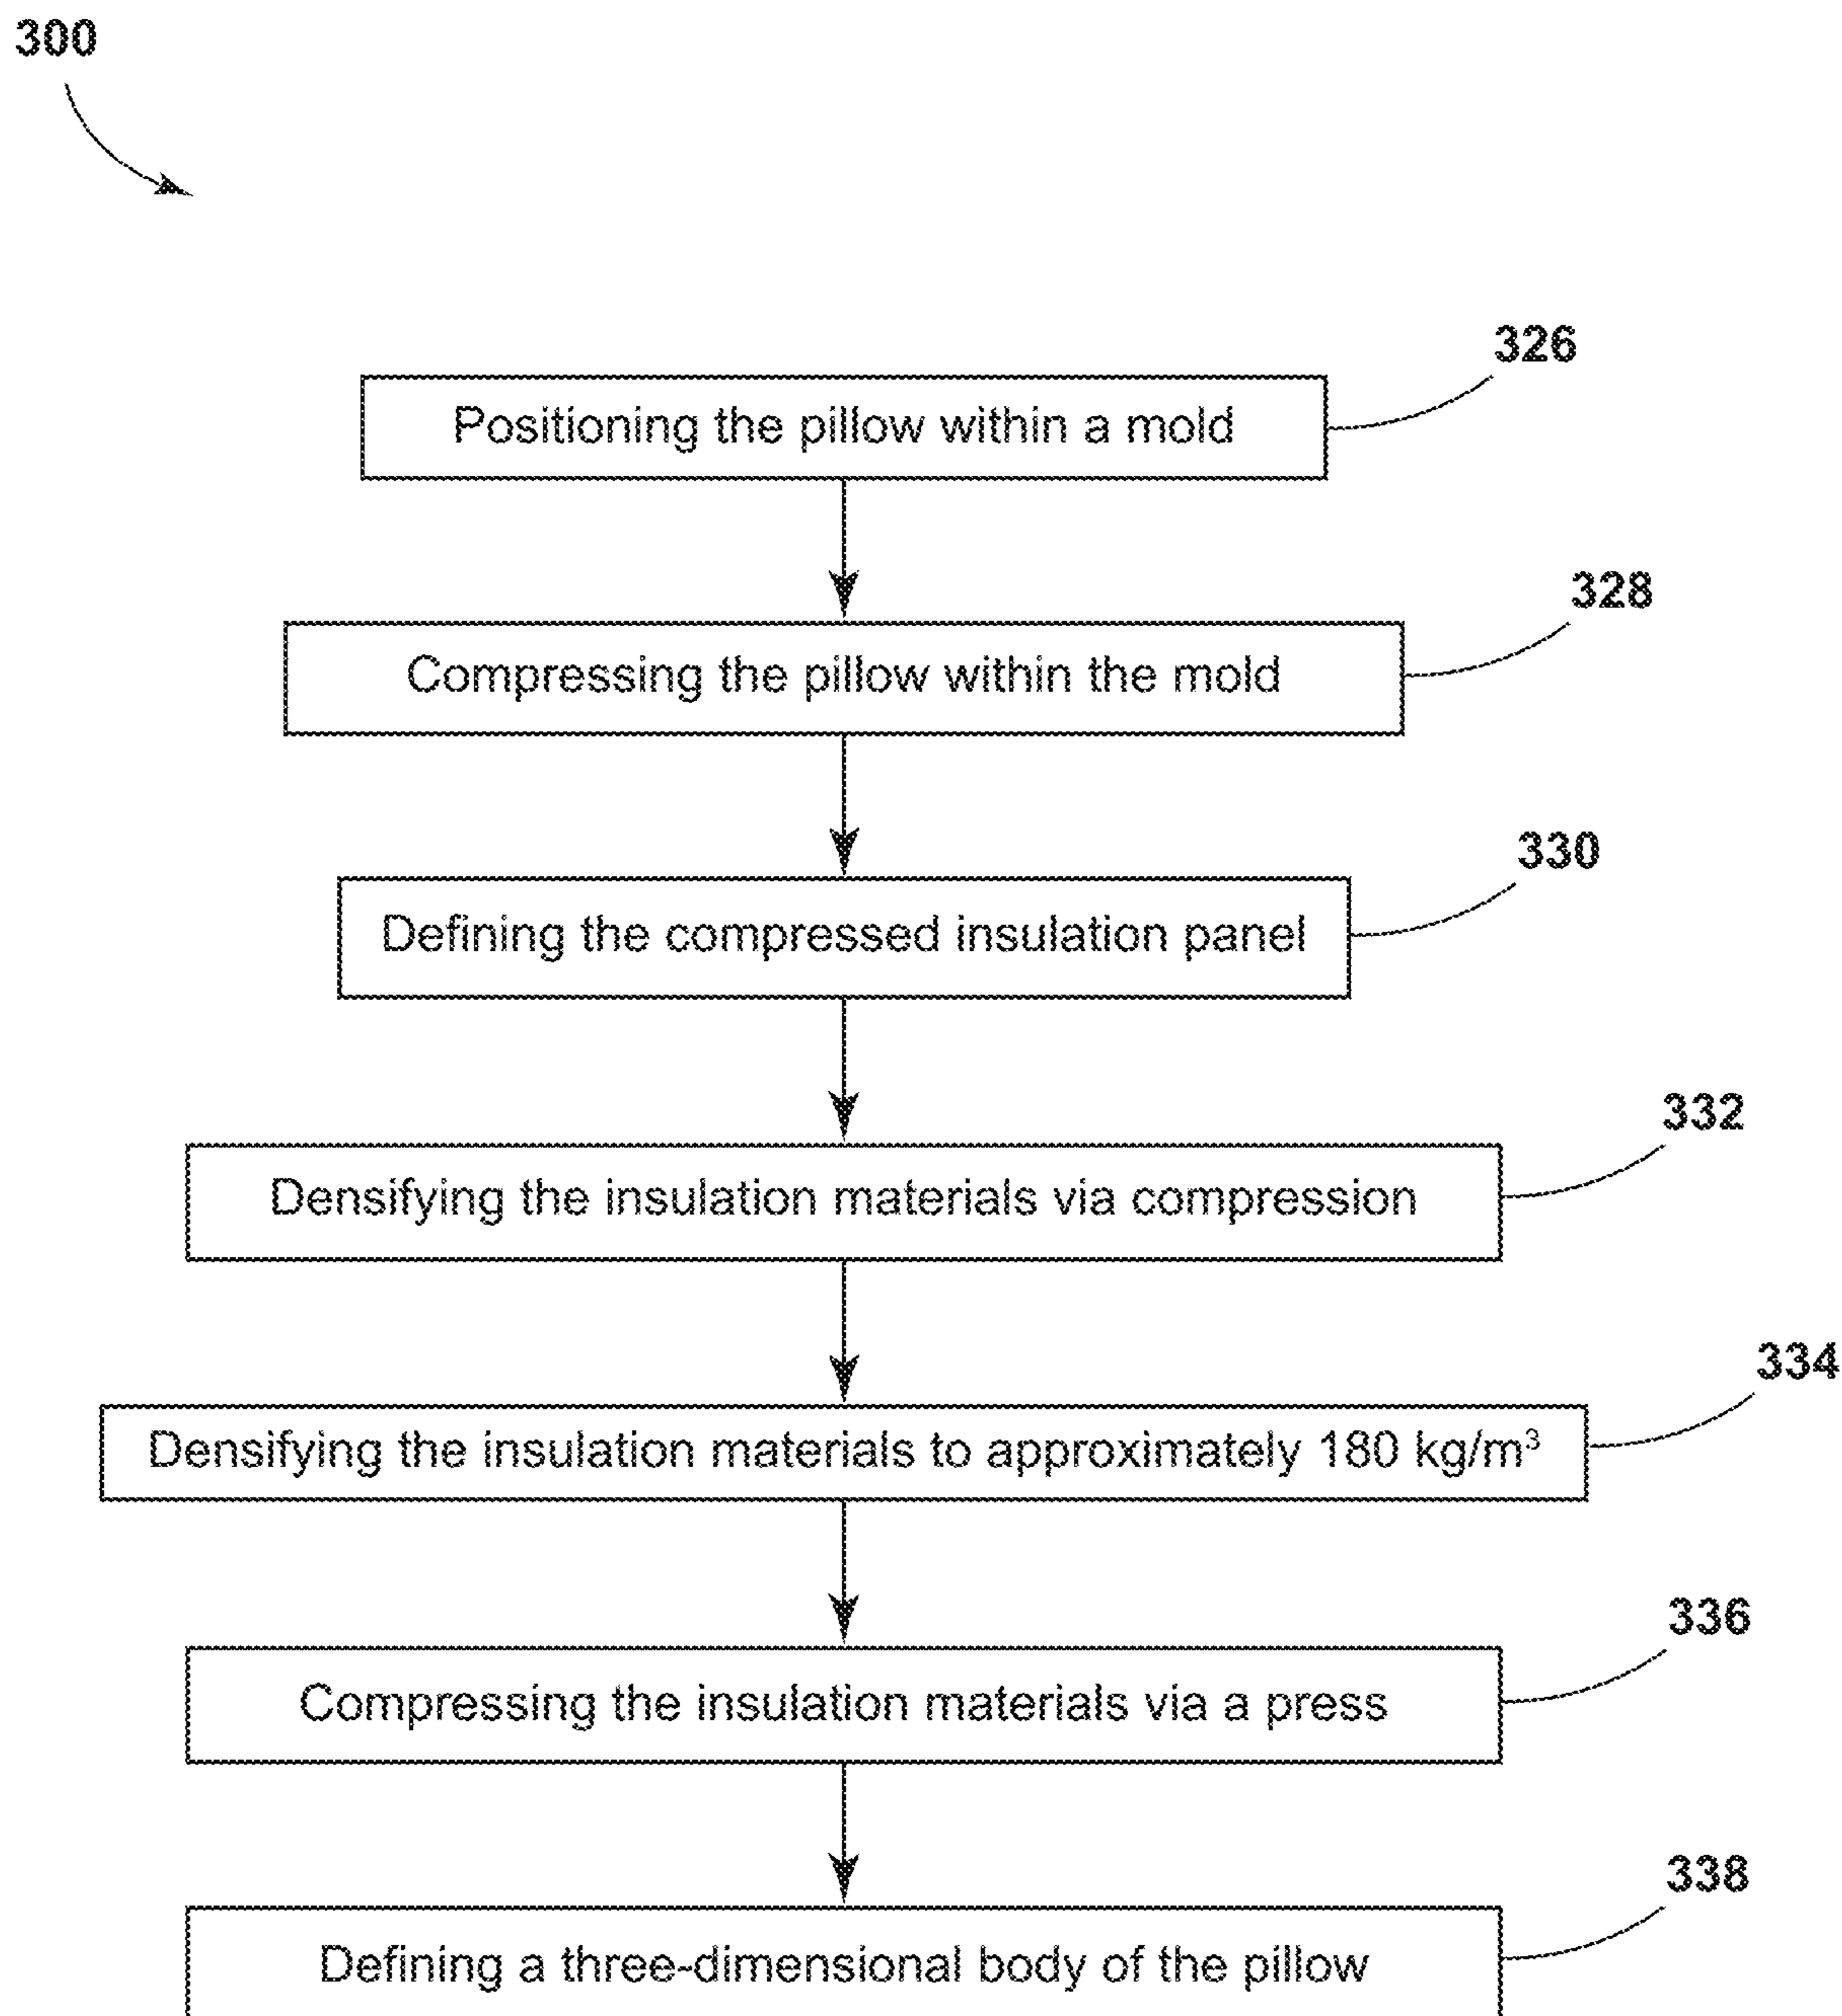 300
326
Positioning the pillow within a mold
328
Compressing the pillow within the mold
330
Defining the compressed insulation panel
332
Densifying the insulation materials via compression
334
Densifying the insulation materials to approximately 180 kg/m³
336
Compressing the insulation materials via a press
338
Defining a three-dimensional body of the pillow